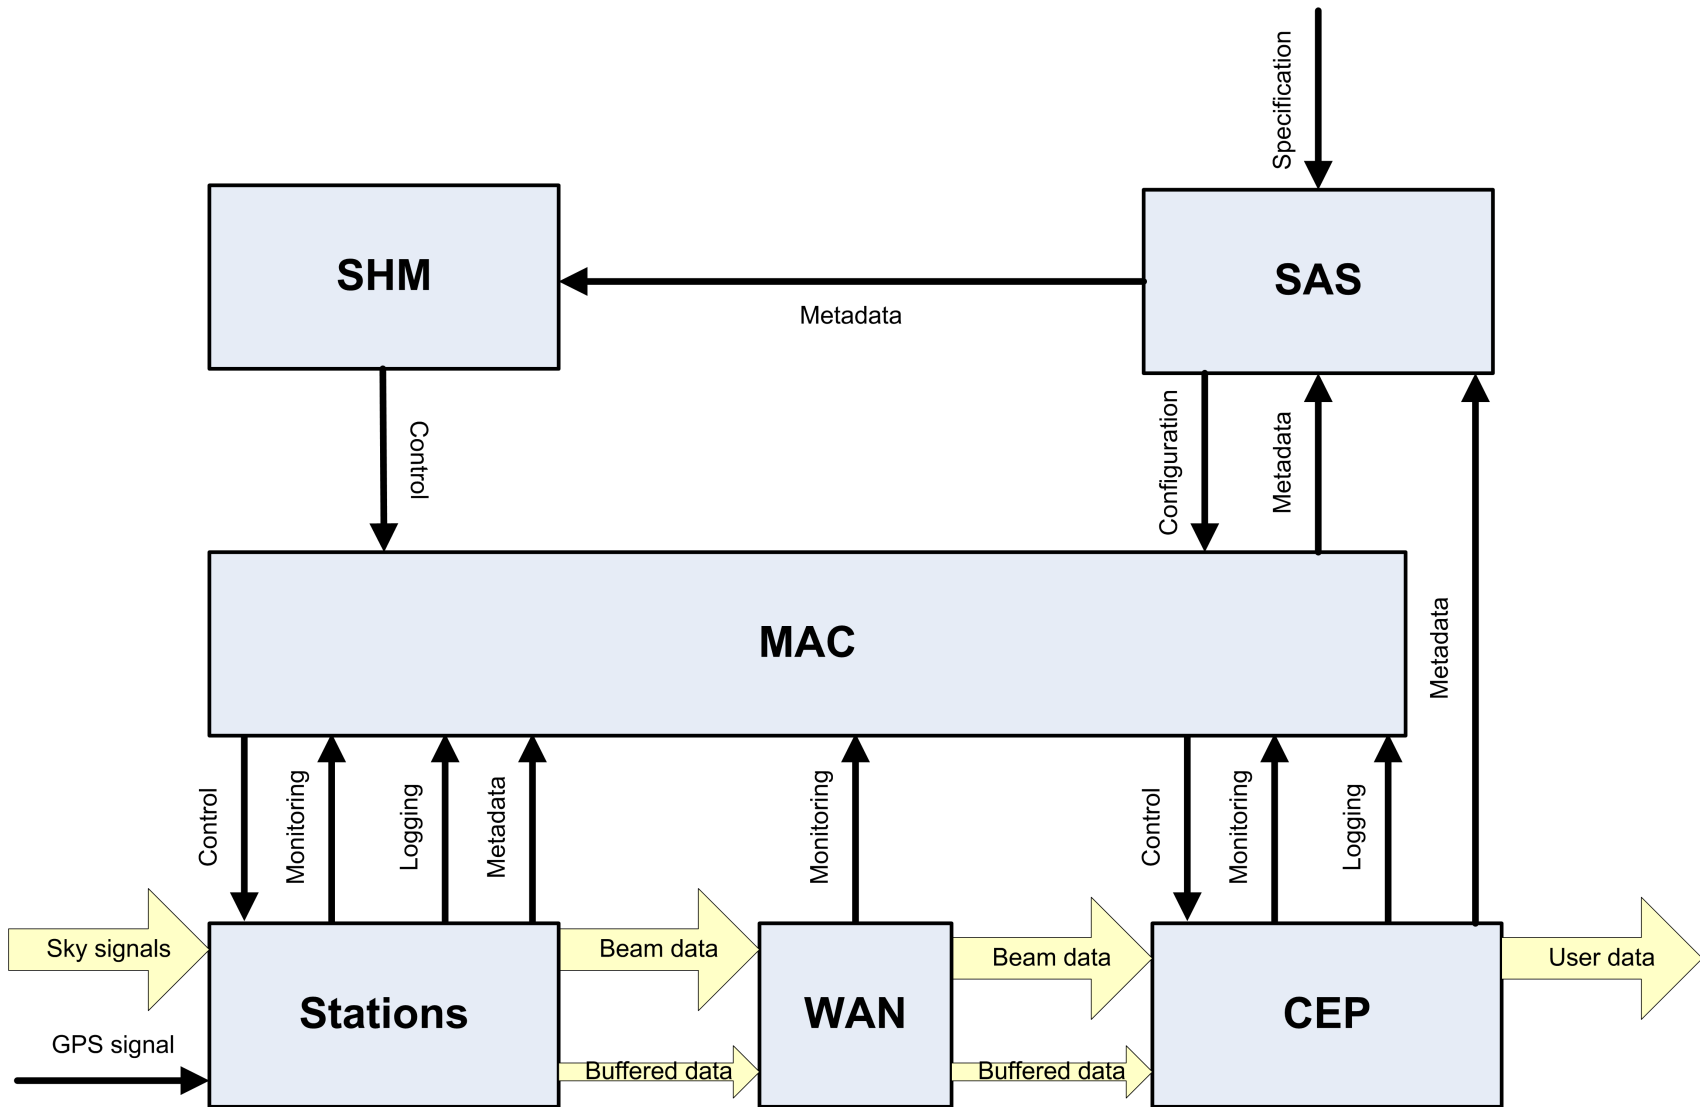 Specification
SHM
SAS
Metadata
Control
Configuration
Metadata
Metadata
MAC
Control
Monitoring
Logging
Metadata
Monitoring
Control
Monitoring
Logging
Sky signals
Beam data
Beam data
User data
Stations
WAN
CEP
GPS signal
Buffered data
Buffered data